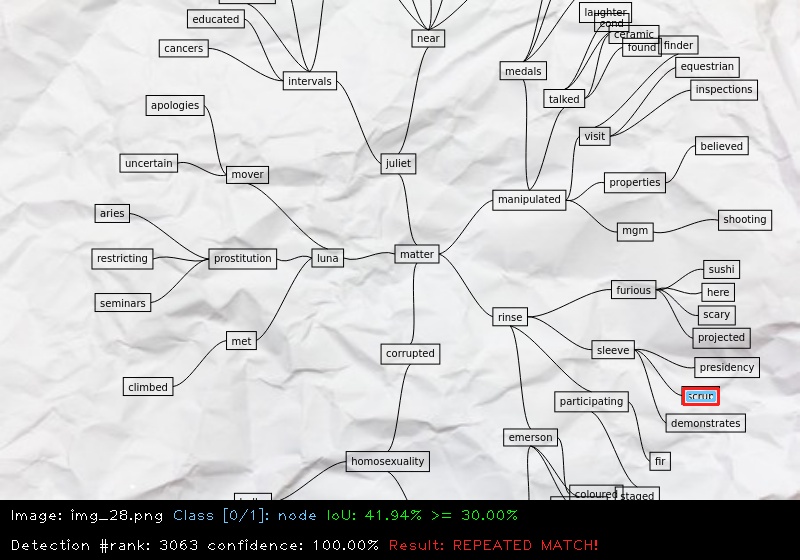 laughter
cond
educated
ceramic
near
finder
found
cancers
equestrian
medals
intervals
inspections
talked
apologies
visit
believed
juliet
uncertain
mover
properties
manipulated
aries
shooting
mgm
matter
restricting
prostitution
luna
sushi
furious
here
seminars
scary
rinse
projected
met
sleeve
corrupted
presidency
climbed
participating
demonstrates
emerson
homosexuality
fir
coloured
staged
Image: img_28.png Class [0/1]: node IoU: 41.94% >= 30.00%
Detection #rank: 3063 confidence: 100.00% Result: REPEATED MATCH!